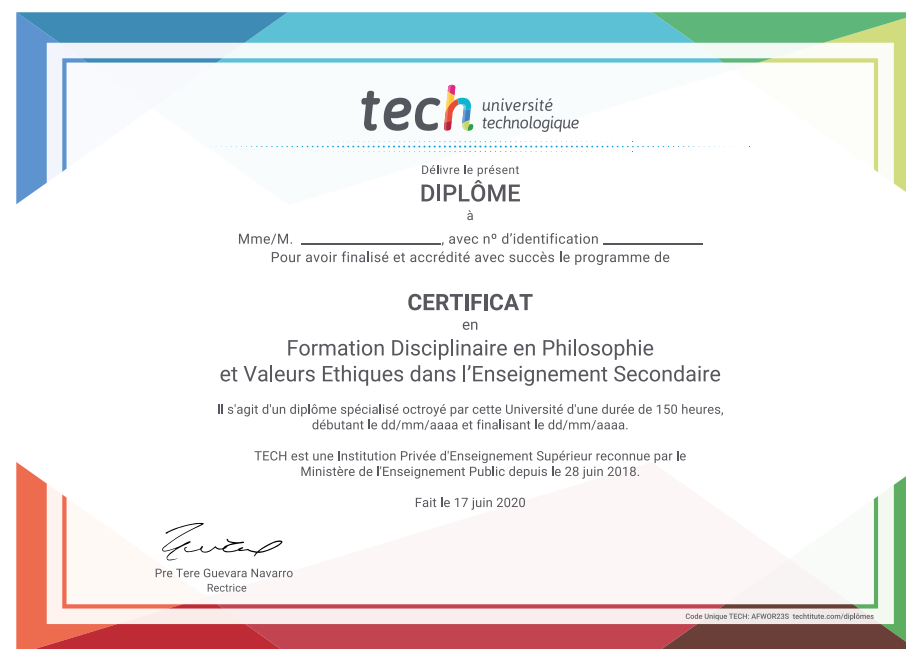 tech université
technologique
Délivre le présent
DIPLÔME
à
Mme/M. ____________________, avec nº d’identification ______________
Pour avoir finalisé et accrédité avec succès le programme de
CERTIFICAT
en
Formation Disciplinaire en Philosophie
et Valeurs Ethiques dans l’Enseignement Secondaire
Il s'agit d'un diplôme spécialisé octroyé par cette Université d'une durée de 150 heures,
débutant le dd/mm/aaaa et finalisant le dd/mm/aaaa.
TECH est une Institution Privée d'Enseignement Supérieur reconnue par le
Ministère de l'Enseignement Public depuis le 28 juin 2018.
Fait le 17 juin 2020
Pre Tere Guevara Navarro
Rectrice
Code Unique TECH: AFWOR23S techtitute.com/diplômes